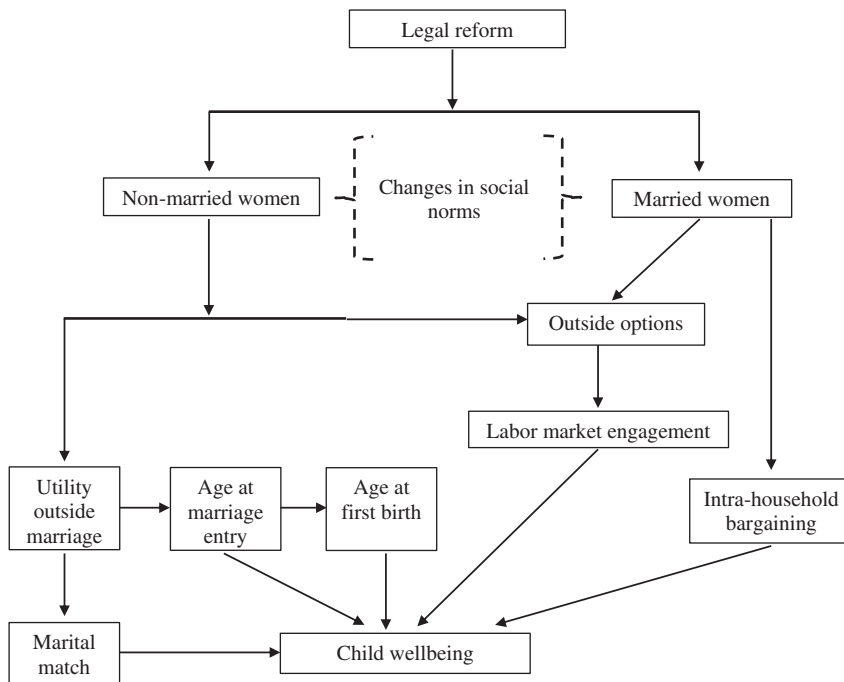 Legal reform
Non-married women
Changes in social
norms
Married women
Outside options
Labor market engagement
Utility
outside
marriage
Age at
marriage
entry
Age at
first birth
Intra-household
bargaining
Marital
match
Child wellbeing